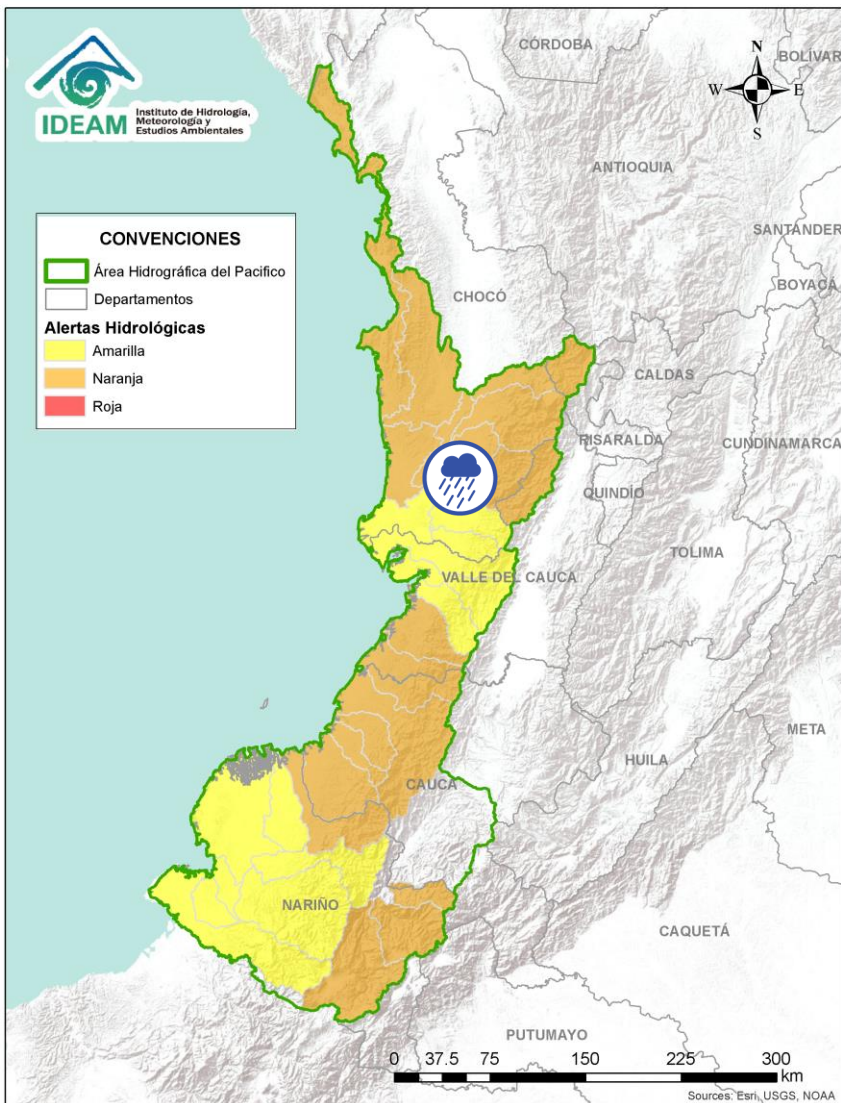 IDEAM
Instituto de Hidrología,
Meteorología y
Estudios Ambientales
CÓRDOBA
BOLÍVAR
N
W
E
S
ANTIOQUIA
SANTANDER
BOYACÁ
CONVENCIONES
Área Hidrográfica del Pacifico
Departamentos
Alertas Hidrológicas
Amarilla
Naranja
Roja
CHOCÓ
CALDAS
RISARALDA
CUNDINAMARCA
QUINDÍO
TOLIMA
VALLE DEL CAUCA
META
HUILA
CAUCA
NARIÑO
CAQUETÁ
PUTUMAYO
0 37.5 75 150 225 300
km
Sources: Esri, USGS, NOAA